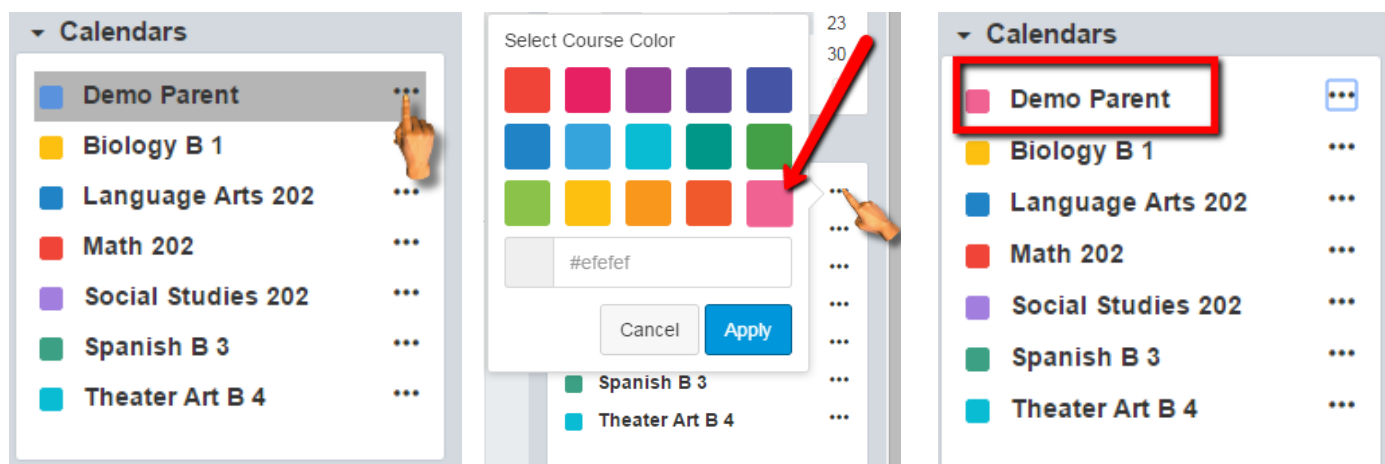 Calendars
Demo Parent
Biology B 1
Language Arts 202
Math 202
Social Studies 202
Spanish B 3
Theater Art B 4
23
30
Select Course Color
#efefef
Cancel Apply
Spanish B 3
Theater Art B 4
Calendars
Demo Parent
Biology B 1
Language Arts 202
Math 202
Social Studies 202
Spanish B 3
Theater Art B 4